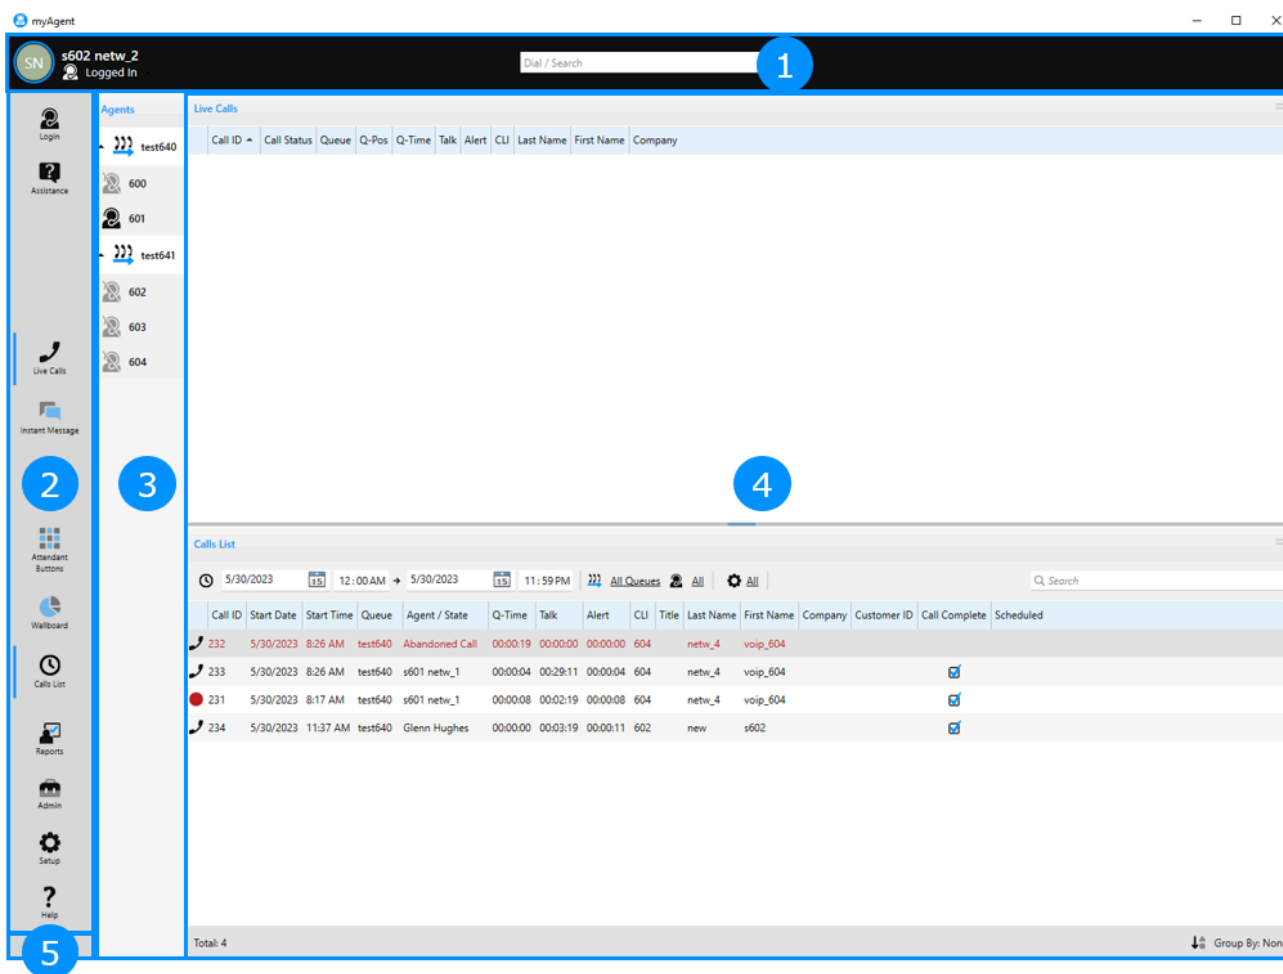 myAgent
SN
s602 netw_2
Logged In
Dial / Search
1
Login
Assistance
Live Calls
Instant Message
2
Attendant
Buttons
Wallboard
Calls List
Reports
Admin
Setup
Help
5
Agents
test640
600
601
test641
602
603
604
3
Live Calls
Call ID Call Status Queue Q-Pos Q-Time Talk Alert CLI Last Name First Name Company
4
Calls List
5/30/2023 15 12:00 AM 5/30/2023 15 11:59 PM All Queues All All Search
Call ID Start Date Start Time Queue Agent / State Q-Time Talk Alert CLI Title Last Name First Name Company Customer ID Call Complete Scheduled
232 5/30/2023 8:26 AM test640 Abandoned Call 00:00:19 00:00:00 00:00:00 604 netw_4 voip_604
233 5/30/2023 8:26 AM test640 s601 netw_1 00:00:04 00:29:11 00:00:04 604 netw_4 voip_604
231 5/30/2023 8:17 AM test640 s601 netw_1 00:00:08 00:02:19 00:00:08 604 netw_4 voip_604
234 5/30/2023 11:37 AM test640 Glenn Hughes 00:00:00 00:03:19 00:00:11 602 new s602
Total: 4
Group By: Non